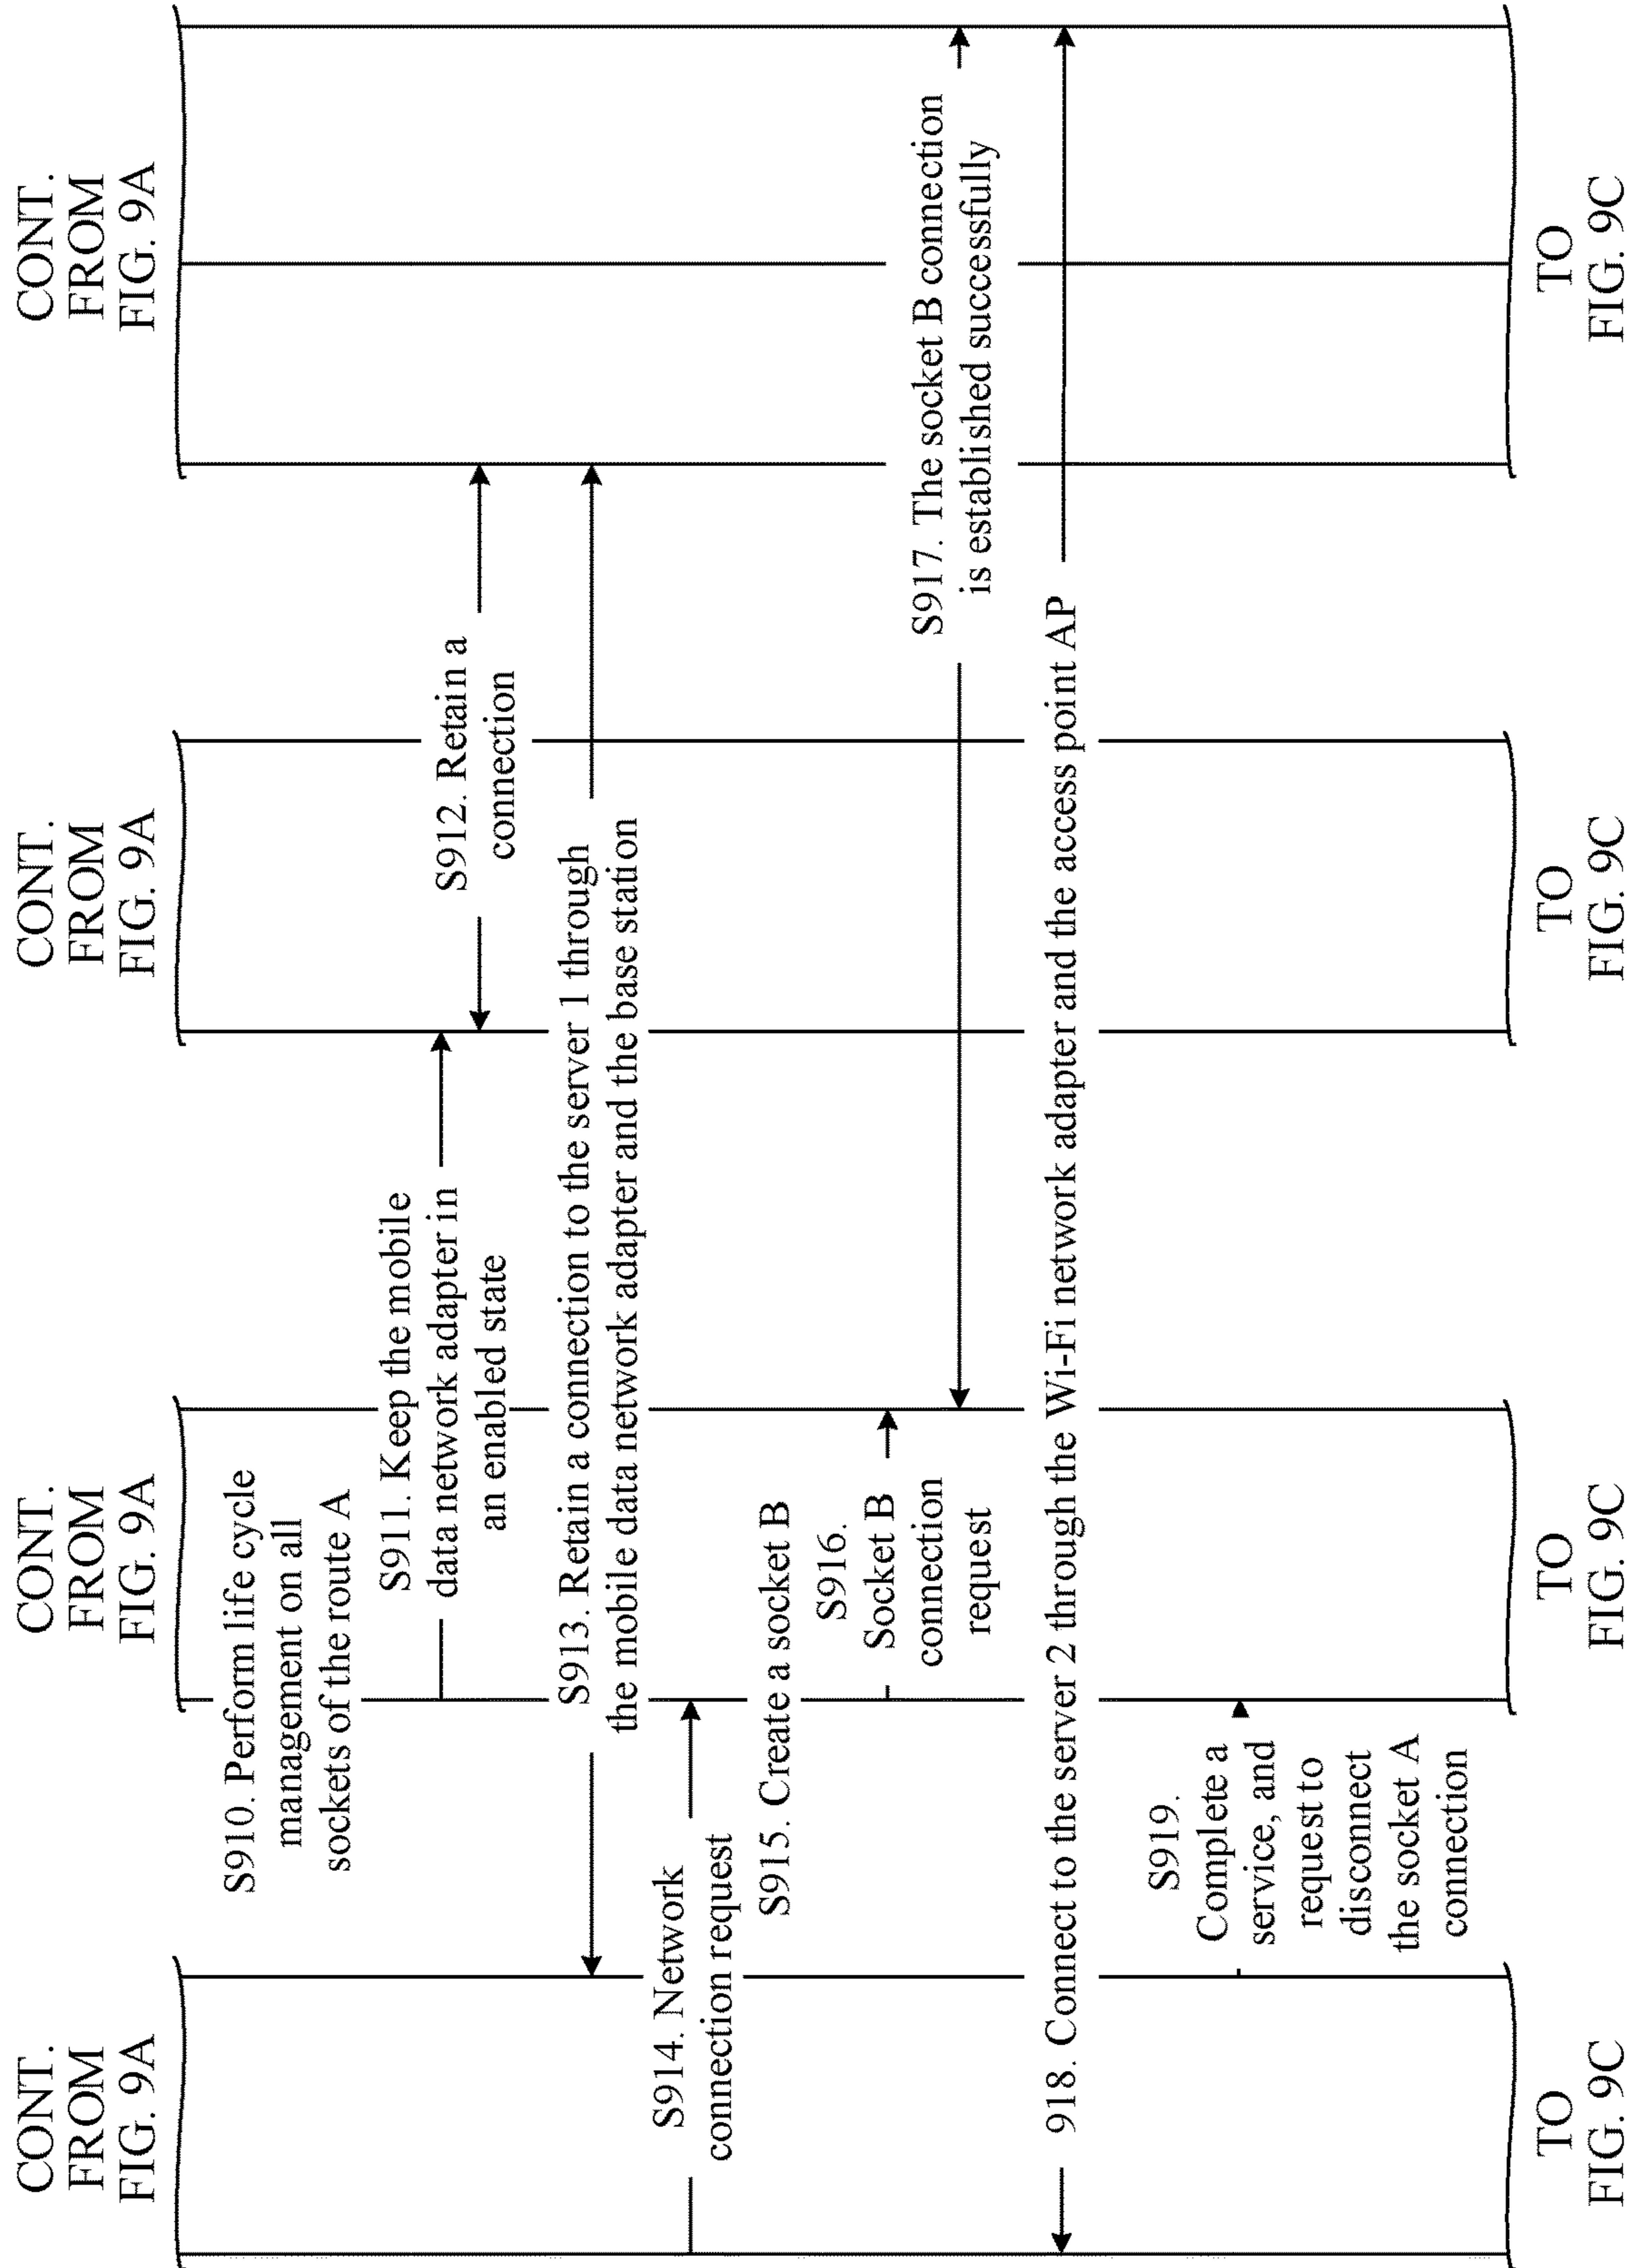 CONT.
FROM
FIG. 9A
CONT.
FROM
FIG. 9A
CONT.
FROM
FIG. 9A
CONT.
FROM
FIG. 9A
S910. Perform life cycle
management on all
sockets of the route A
S911. Keep the mobile
data network adapter in
an enabled state
S912. Retain a
connection
S913. Retain a connection to the server 1 through
the mobile data network adapter and the base station
S914. Network
connection request
S915. Create a socket B
S916.
Socket B
connection
request
S917. The socket B connection
is established successfully
918. Connect to the server 2 through the Wi-Fi network adapter and the access point AP
S919.
Complete a
service, and
request to
disconnect
the socket A
connection
TO
FIG. 9C
TO
FIG. 9C
TO
FIG. 9C
TO
FIG. 9C